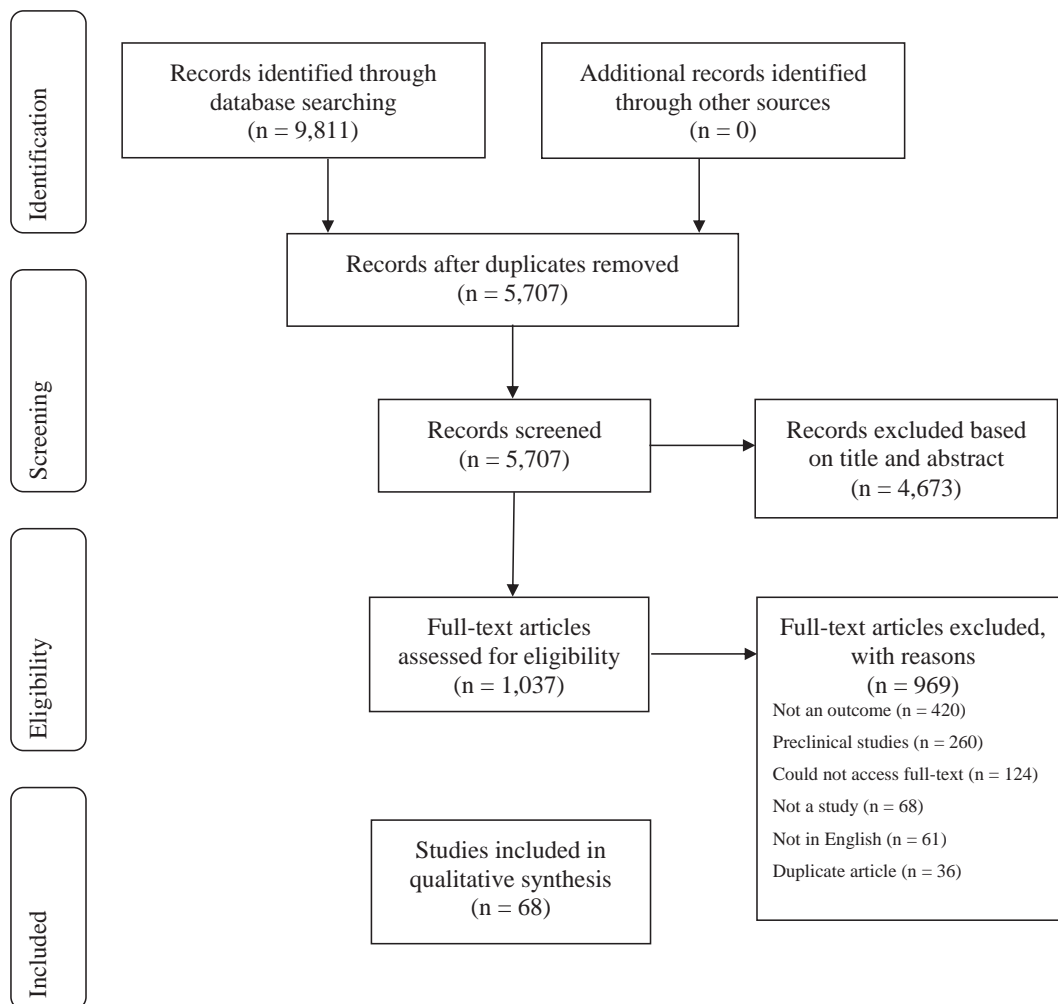 Identification
Records identified through
database searching
(n = 9,811)
Additional records identified
through other sources
(n = 0)
Records after duplicates removed
(n = 5,707)
Screening
Records screened
(n = 5,707)
Records excluded based
on title and abstract
(n = 4,673)
Eligibility
Full-text articles
assessed for eligibility
(n = 1,037)
Full-text articles excluded,
with reasons
(n = 969)
Not an outcome (n = 420)
Preclinical studies (n = 260)
Could not access full-text (n = 124)
Not a study (n = 68)
Not in English (n = 61)
Duplicate article (n = 36)
Included
Studies included in
qualitative synthesis
(n = 68)